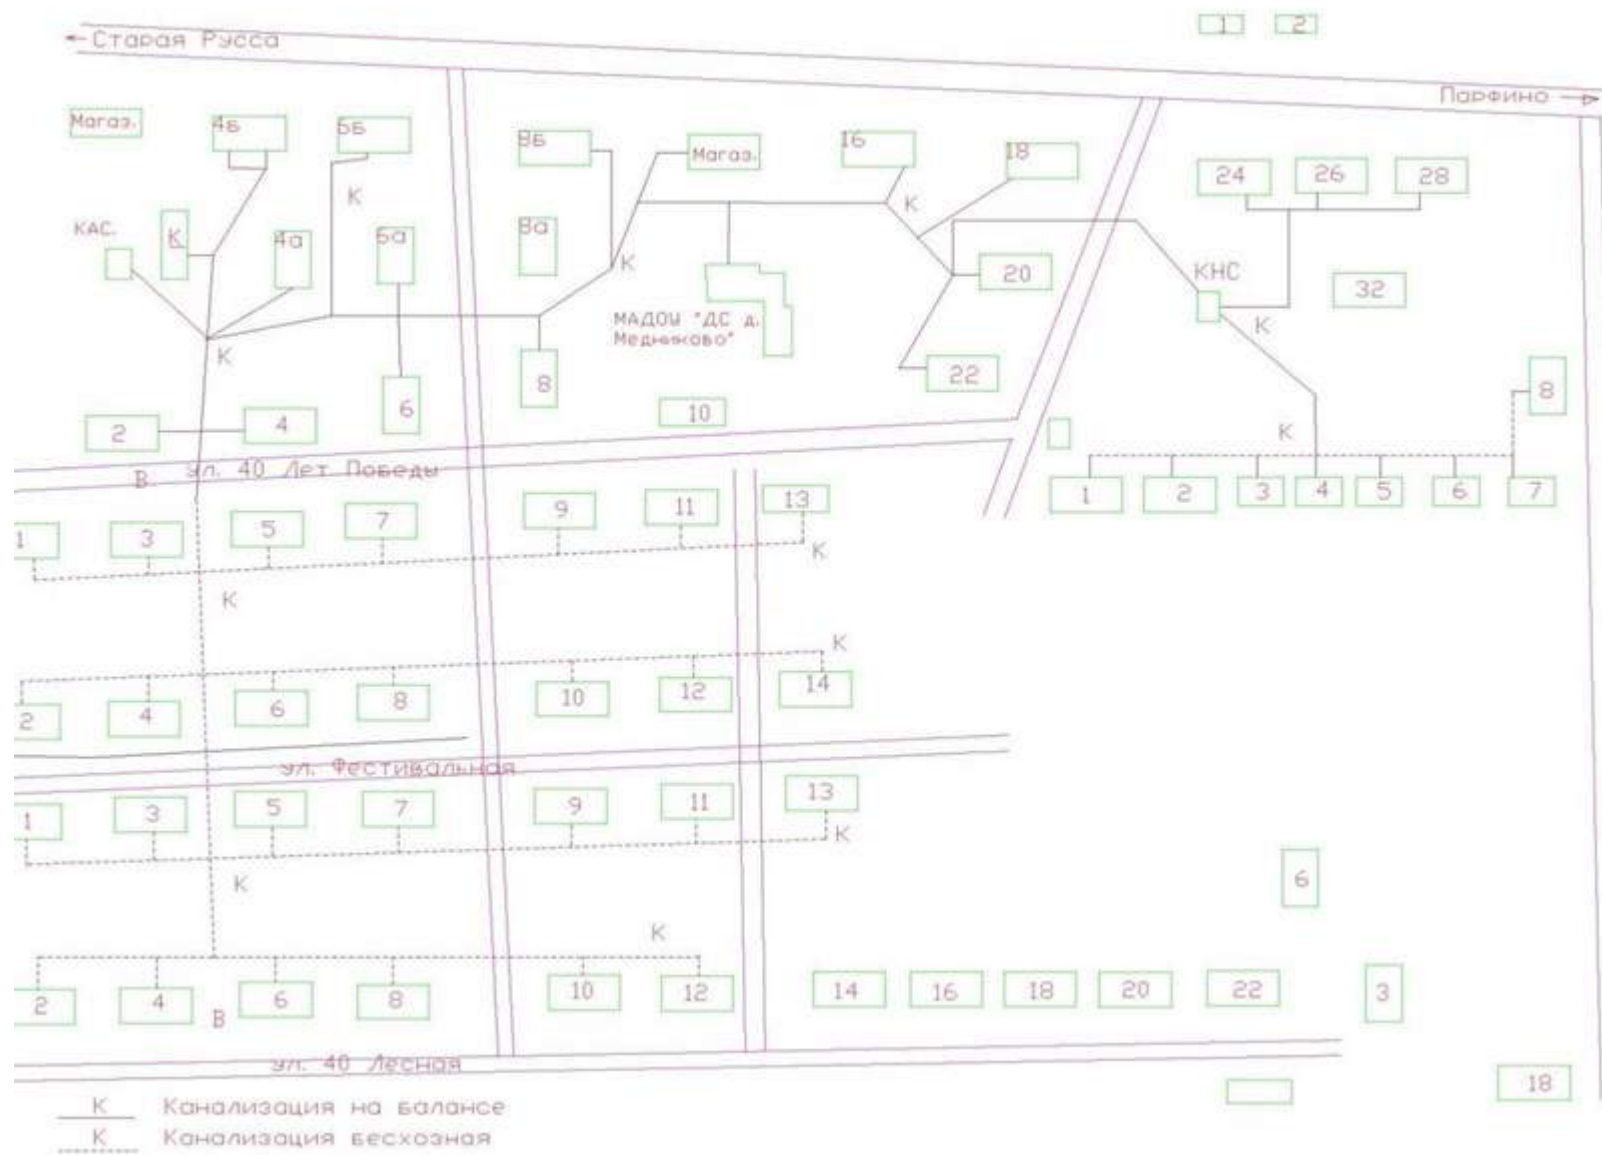 1 2
←Старая Русса
Парфино →
Магаз. 4Б 6Б 8Б Магаз. 16 18
24 26 28
К
К
КАС. К 4а 6а 8а К
КНС 20 32
МАДОУ "ДС д.
Медниково"
К К
К
22 8
8 6 10
2 4
К
ул. 40 Лет Победы
В
1 2 3 4 5 6 7
1 3 5 7 9 11 13
К
К
К
2 4 6 8 10 12 14
ул. Фестивальная
1 3 5 7 9 11 13
К
К
6
К
2 4 6 8 10 12 14 16 18 20 22 3
В
ул. 40 Лесная
18
К Канализация на балансе
К Канализация бесхозная